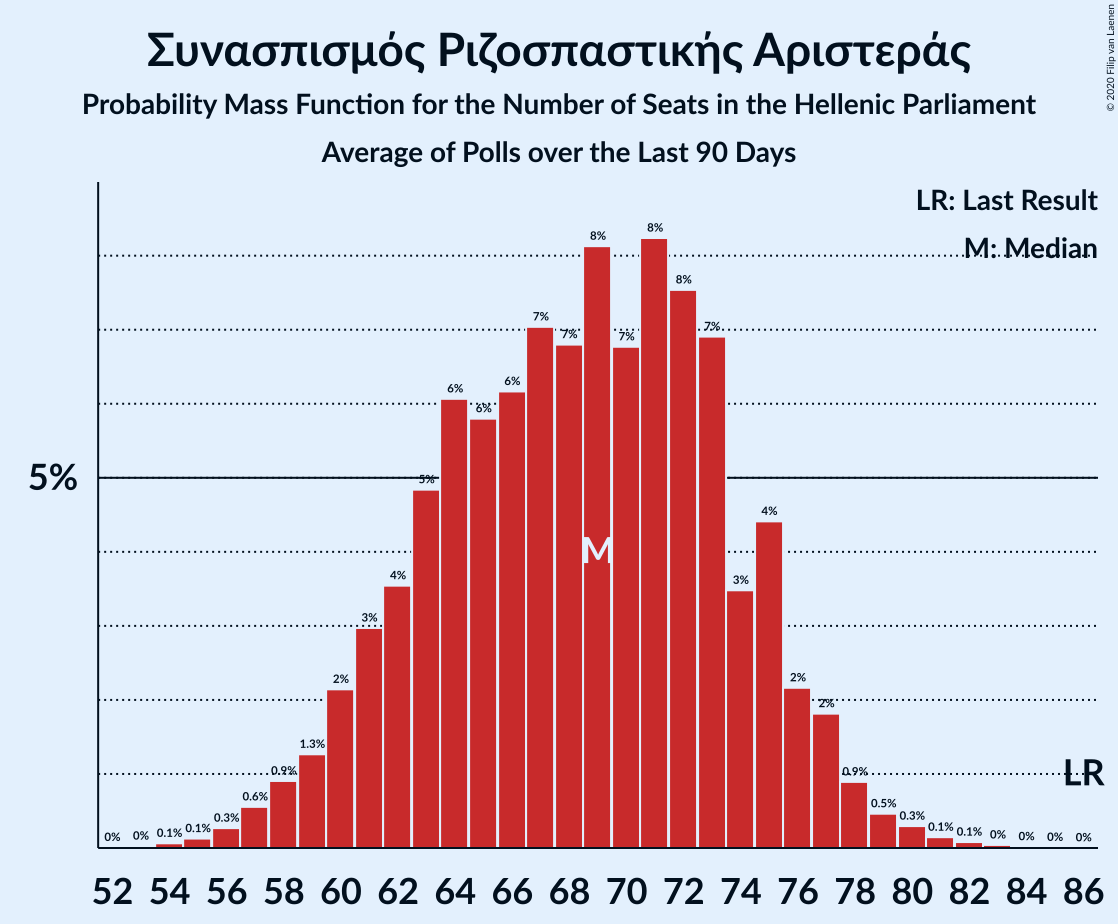 Συνασπισμός Ριζοσπαστικής Αριστεράς
Probability Mass Function for the Number of Seats in the Hellenic Parliament
Average of Polls over the Last 90 Days
© 2020 Filip van Laenen
LR: Last Result
M: Median
5%
0% 0% 0.1% 0.1% 0.3% 0.6% 0.9% 1.3% 2% 3% 4% 5% 6% 6% 6% 7% 7% 8% 7% 8% 8% 7% 3% 4% 2% 2% 0.9% 0.5% 0.3% 0.1% 0.1% 0% 0% 0% 0%
M
LR
52 54 56 58 60 62 64 66 68 70 72 74 76 78 80 82 84 86